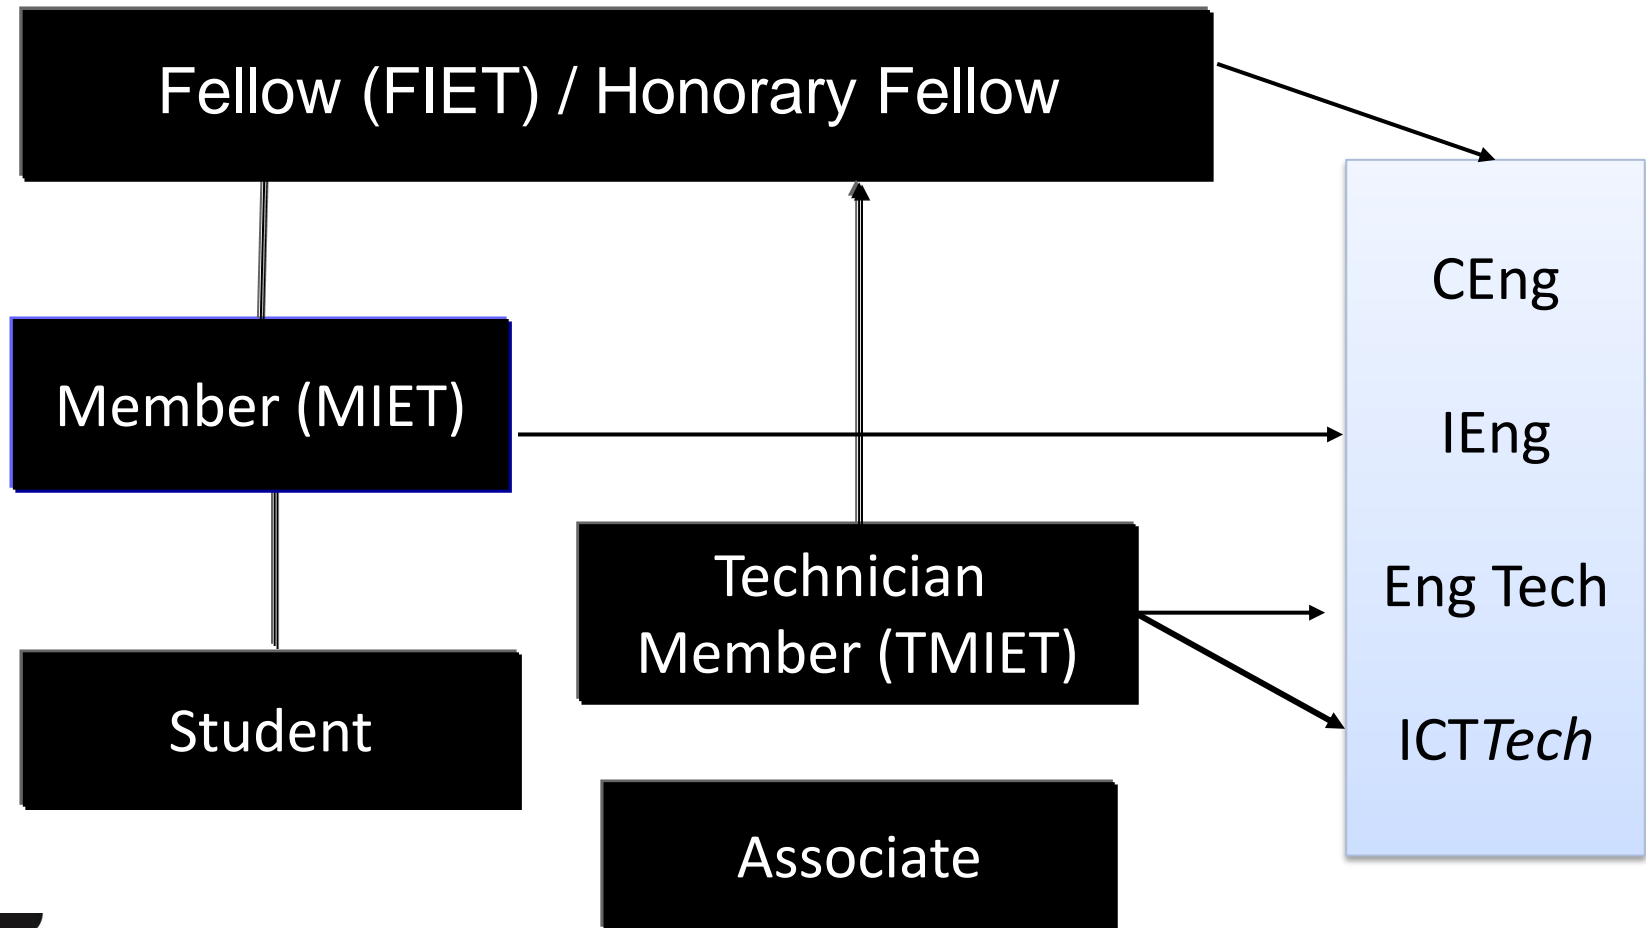 Fellow (FIET) / Honorary Fellow
Member (MIET)
Technician
Member (TMIET)
Student
Associate
CEng
IEng
Eng Tech
ICTTech